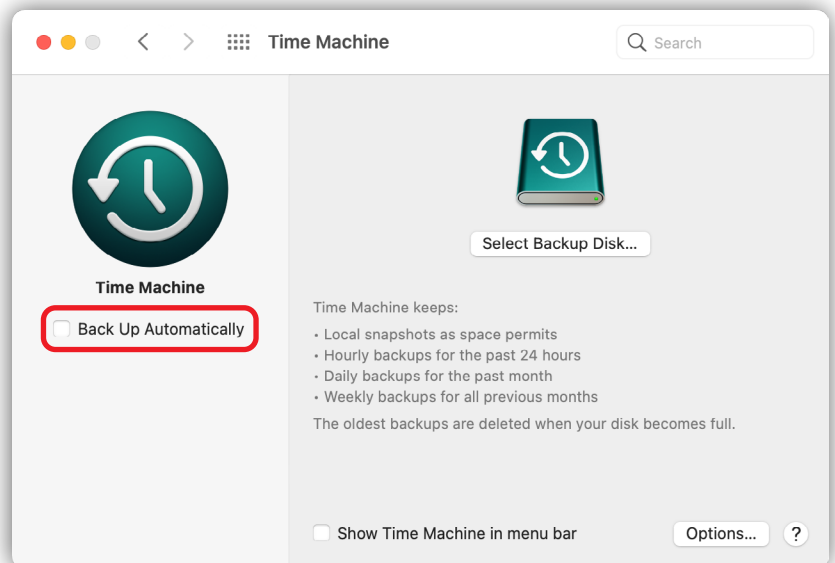 Time Machine
Search
Time Machine
Back Up Automatically
Select Backup Disk...
Time Machine keeps:
• Local snapshots as space permits
• Hourly backups for the past 24 hours
• Daily backups for the past month
• Weekly backups for all previous months
The oldest backups are deleted when your disk becomes full.
Show Time Machine in menu bar
Options...
?